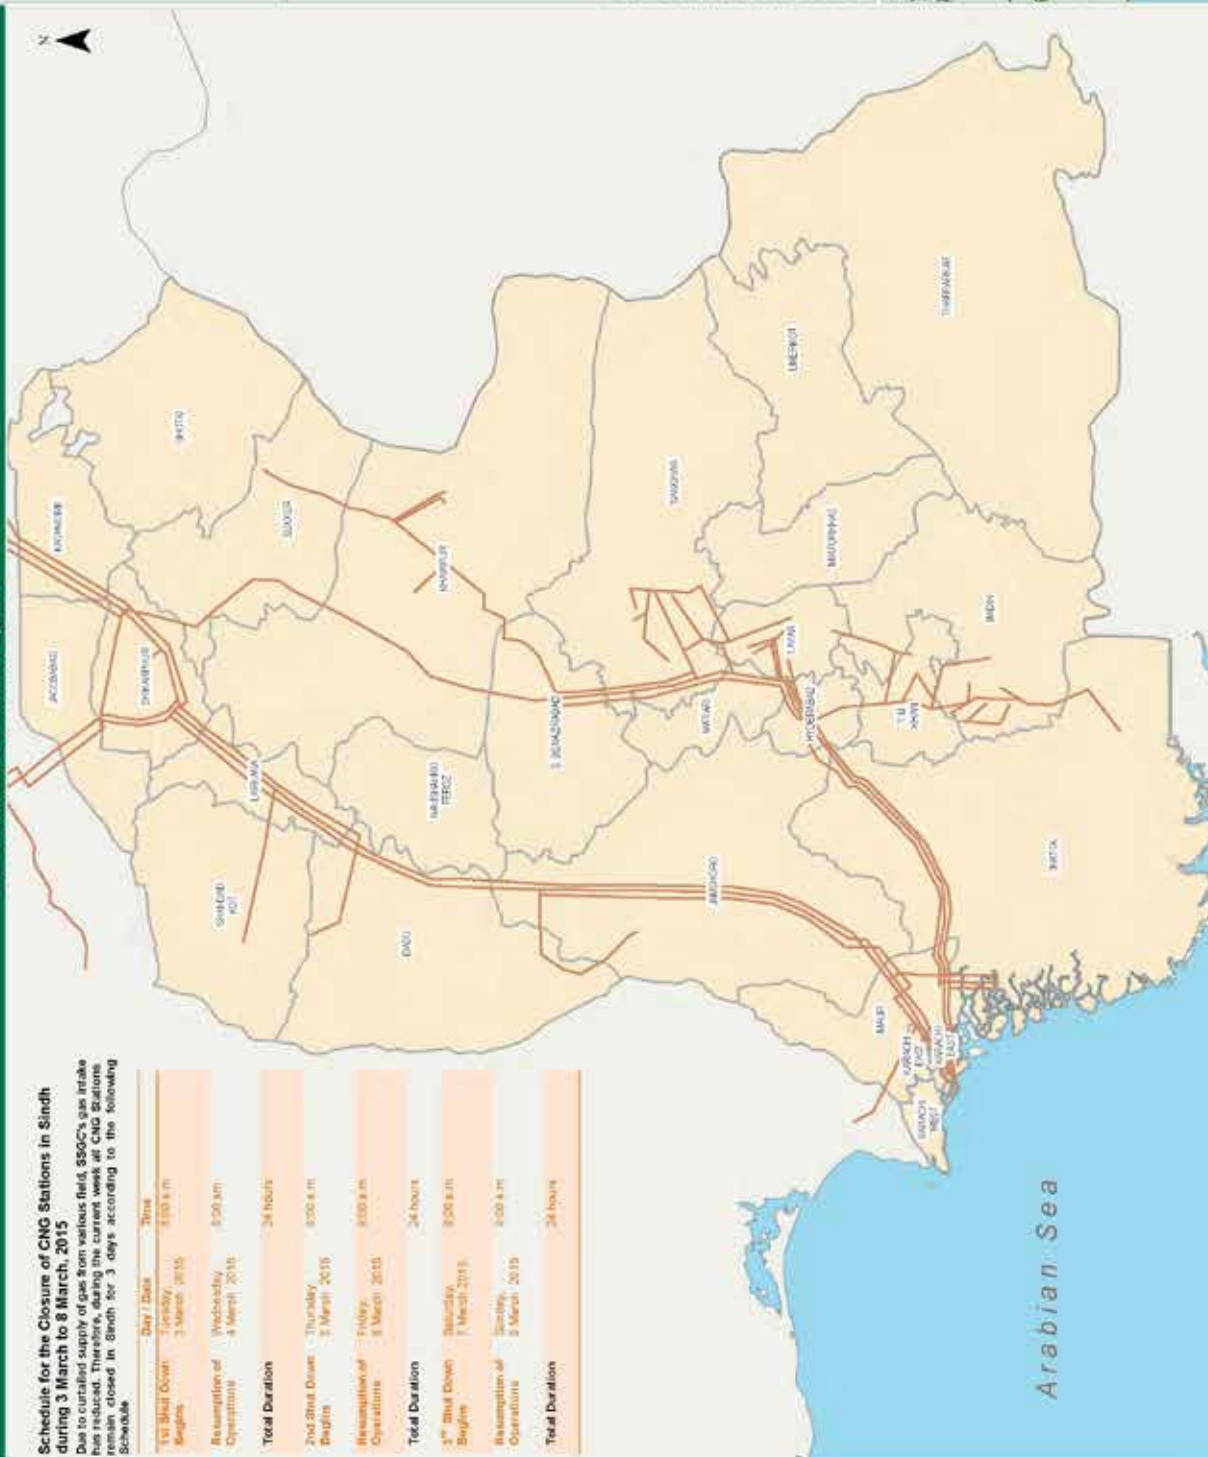 N
Schedule for the Closure of CNG Stations in Sindh
during 3 March to 8 March, 2015
Due to curtailed supply of gas from various field, SSGC's gas intake
has reduced. Therefore, during the current week all CNG Stations
remain closed in Sindh for 3 days according to the following
Schedule
Day / Date Time
1st Shut Down Tuesday, 8:00 a.m
Begins 3 March 2015
Resumption of Wednesday 8:00 am
Operations 4 March 2015
Total Duration 24 hours
2nd Shut Down Thursday 8:00 a.m
Begins 5 March 2015
Resumption of Friday 8:00 a.m
Operations 6 March 2015
Total Duration 24 hours
3rd Shut Down Saturday, 8:00 a.m
Begins 7 March 2015
Resumption of Sunday, 8:00 a.m
Operations 8 March 2015
Total Duration 24 hours
JACOBABAD
KASHMORE
SHIKARPUR
GHOTKI
SUKKUR
LARKANA
SHAHDAD
KOT
KHAIRPUR
NAUSHAHRO
FEROZ
DADU
S. BENAZIRABAD
SANGHAR
MATIARI
JAMSHORO
UMERKOT
T.AYAR
MIRPURKHAS
HYDERABAD
T. M.
KHAN
THARPARKAR
BADIN
THATTA
MALIR
KARACHI
EAST
KARACHI
EAST
KARACHI
WEST
Arabian Sea